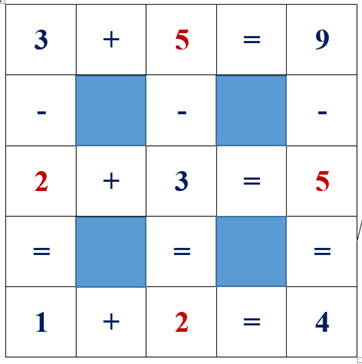 3 + 5 = 9
- - -
2 + 3 = 5
= = =
1 + 2 = 4